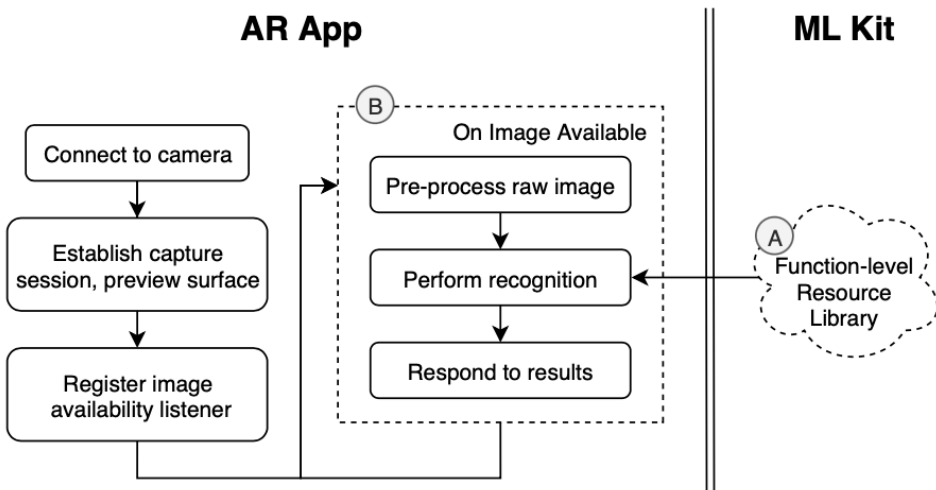 AR App
ML Kit
Connect to camera
Establish capture
session, preview surface
Register image
availability listener
B
On Image Available
Pre-process raw image
Perform recognition
Respond to results
A
Function-level
Resource
Library